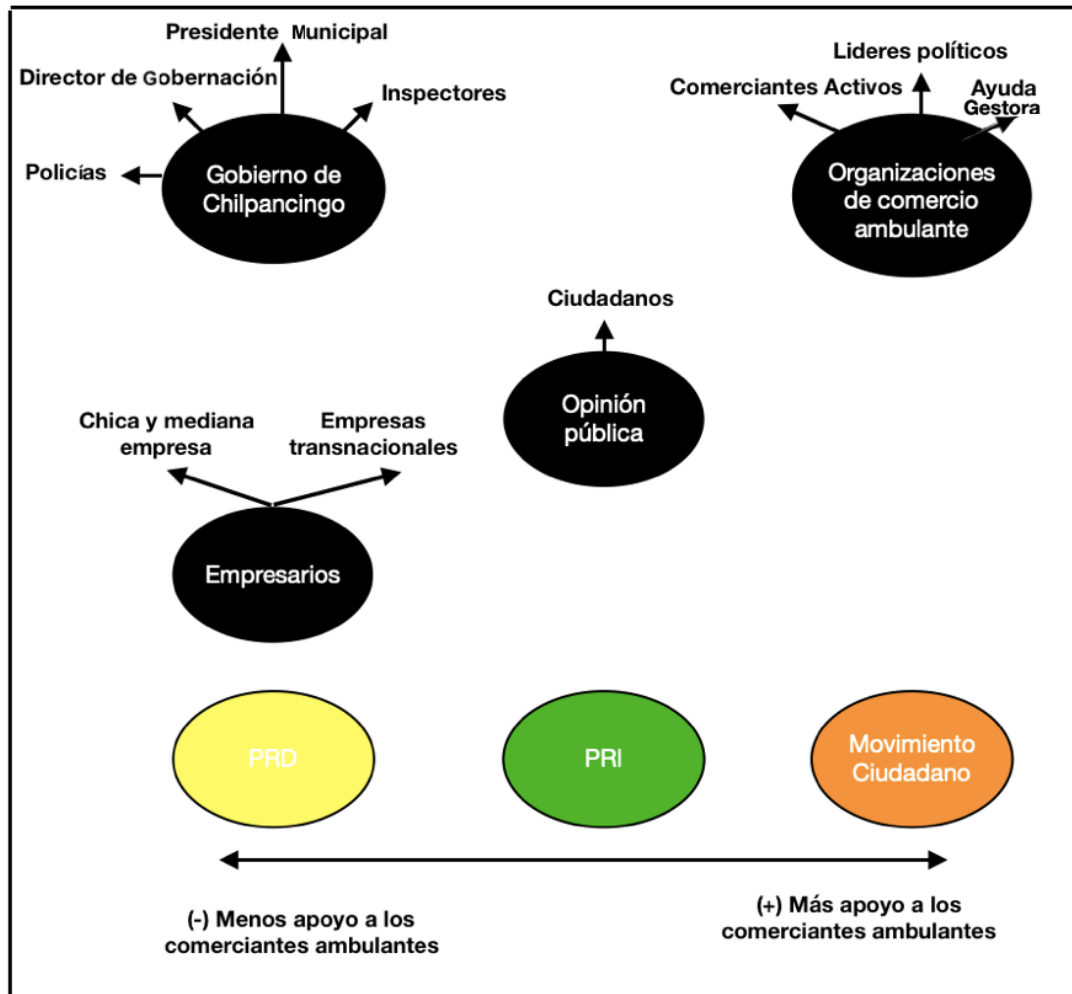 Presidente Municipal
Director de Gobernación
Inspectores
Policías
Gobierno de
Chilpancingo
Lideres políticos
Comerciantes Activos
Ayuda
Gestora
Organizaciones
de comercio
ambulante
Ciudadanos
Opinión
pública
Chica y mediana
empresa
Empresas
transnacionales
Empresarios
PRD
PRI
Movimiento
Ciudadano
(-) Menos apoyo a los
comerciantes ambulantes
(+) Más apoyo a los
comerciantes ambulantes